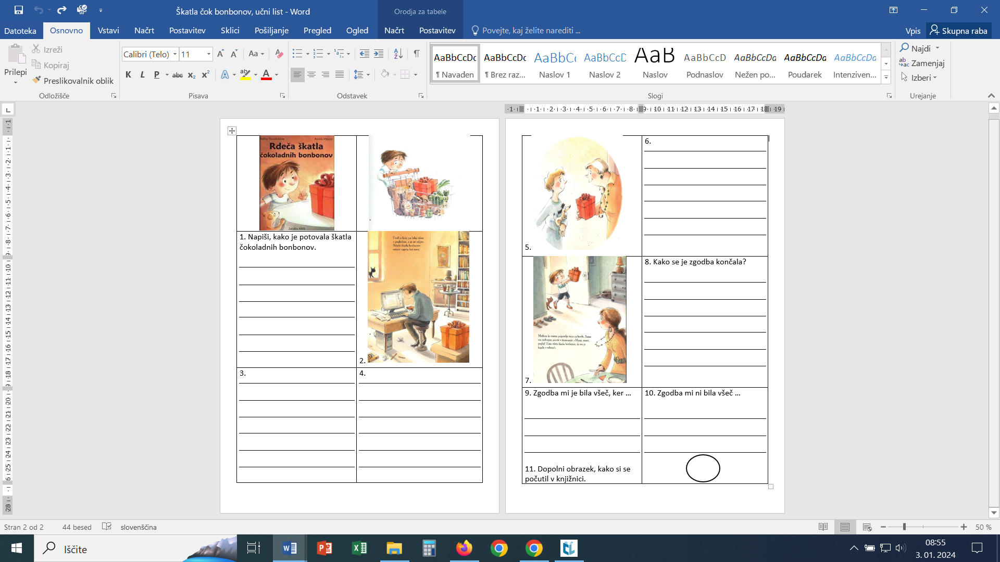 Škatla čok bonbonov, učni list - Word
Orodja za tabele
Datoteka Osnovno Vstavi Načrt Postavitev Sklici Pošiljanje Pregled Ogled Načrt Postavitev Povejte, kaj želite narediti ... Vpis Skupna raba
Prilepi
Izreži
Kopiraj
Preslikovalnik oblik
Odložišče
Calibri (Telo) 11
K L P abc x₂ x²
Pisava
Odstavek
AaBbCcDc AaBbCcDc AaBbCc AaBbCcD AaB AaBbCcD AaBbCcDa AaBbCcDa AaBbCcDa
¶ Navaden ¶ Brez raz... Naslov 1 Naslov 2 Naslov Podnaslov Nežen po... Poudarek Intenziven...
Slogi
Najdi
Zamenjaj
Izberi
Urejanje
Rdeča škatla
čokoladnih bonbonov
1. Napiši, kako je potovala škatla
čokoladnih bonbonov.
2.
3.
4.
5.
6.
7.
8. Kako se je zgodba končala?
9. Zgodba mi je bila všeč, ker ...
10. Zgodba mi ni bila všeč ...
11. Dopolni obrazek, kako si se
počutil v knjižnici.
Stran 2 od 2 44 besed slovenščina 50 %
Iščite
08:55
3. 01. 2024